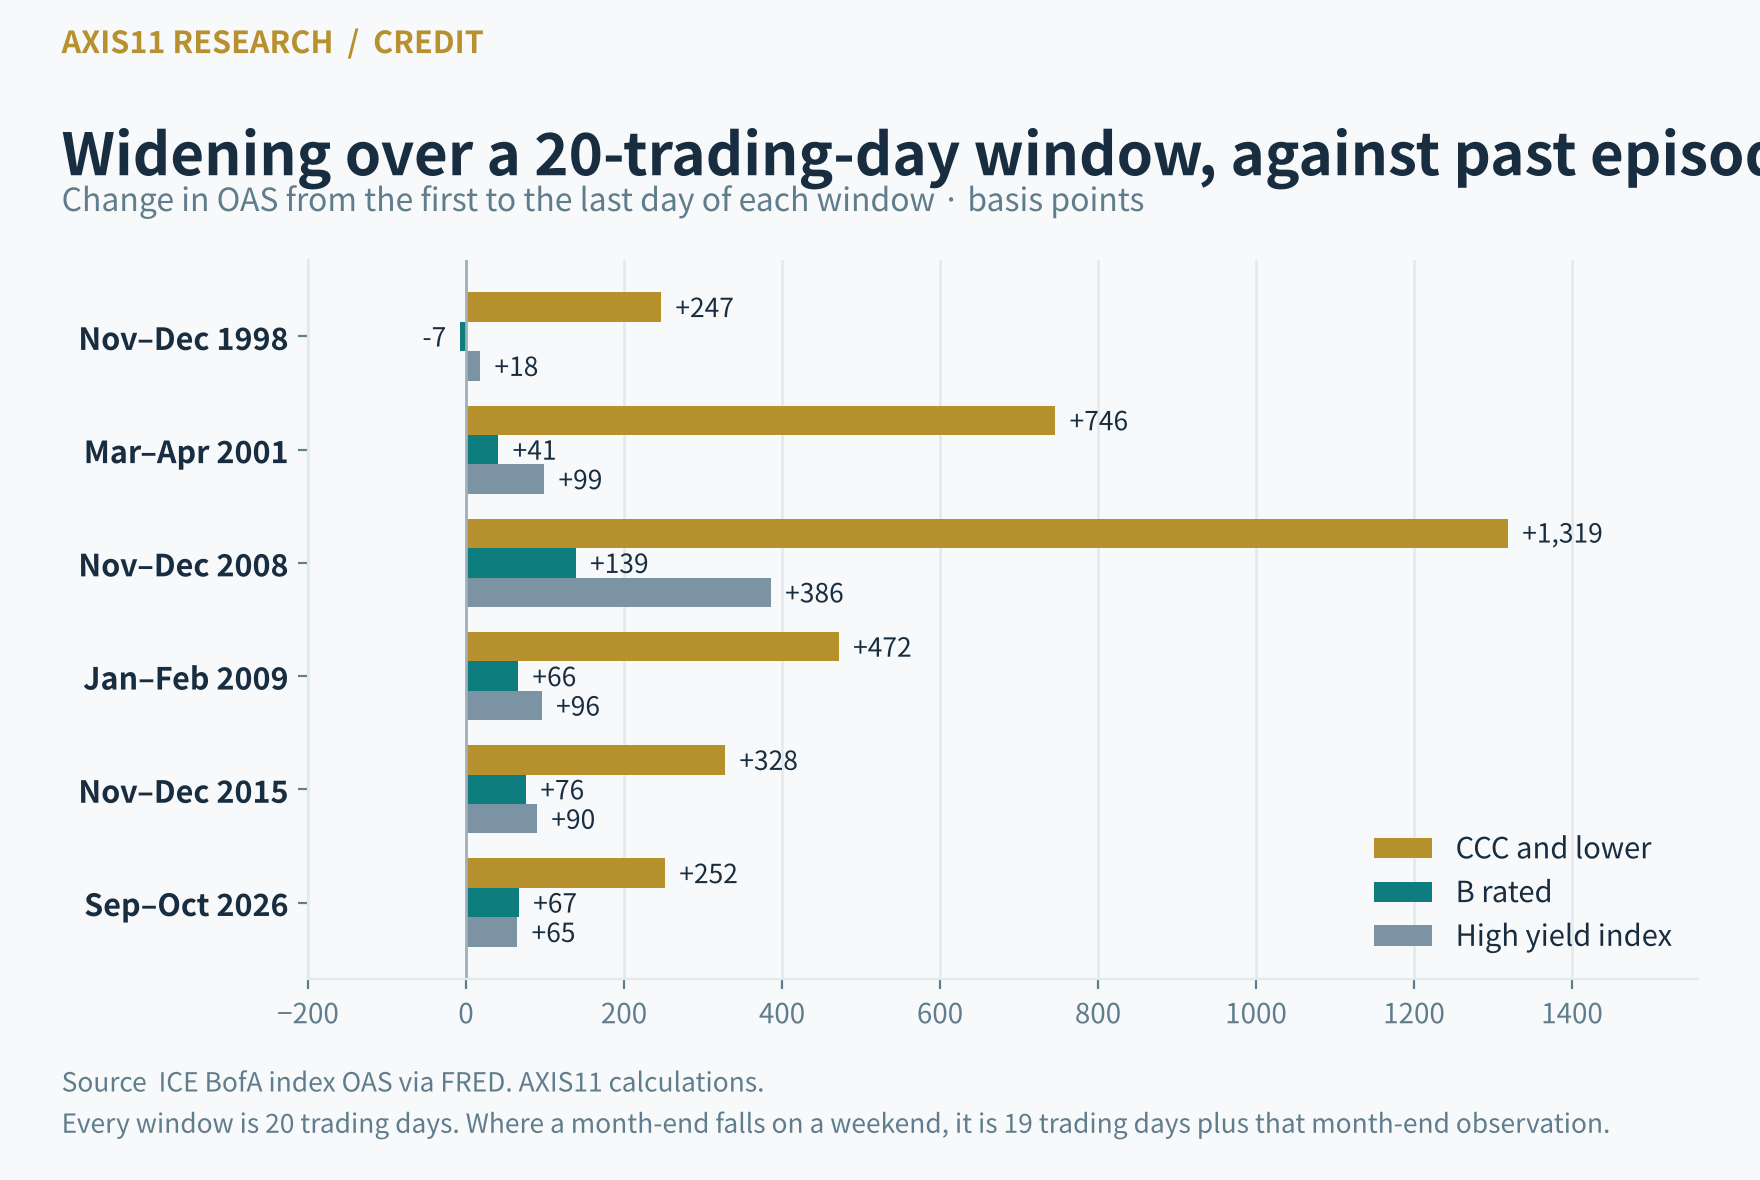 AXIS11 RESEARCH / CREDIT
Widening over a 20-trading-day window, against past
Change in OAS from the first to the last day of each window · basis points
+247
Nov–Dec 1998
-7
+18
+746
Mar–Apr 2001
+41
+99
+1,319
Nov–Dec 2008
+139
+386
+472
Jan–Feb 2009
+66
+96
+328
Nov–Dec 2015
+76
+90
+252
Sep–Oct 2026
+67
+65
CCC and lower
B rated
High yield index
−200 0 200 400 600 800 1000 1200 1400
Source ICE BofA index OAS via FRED. AXIS11 calculations.
Every window is 20 trading days. Where a month-end falls on a weekend, it is 19 trading days plus that month-end observation.